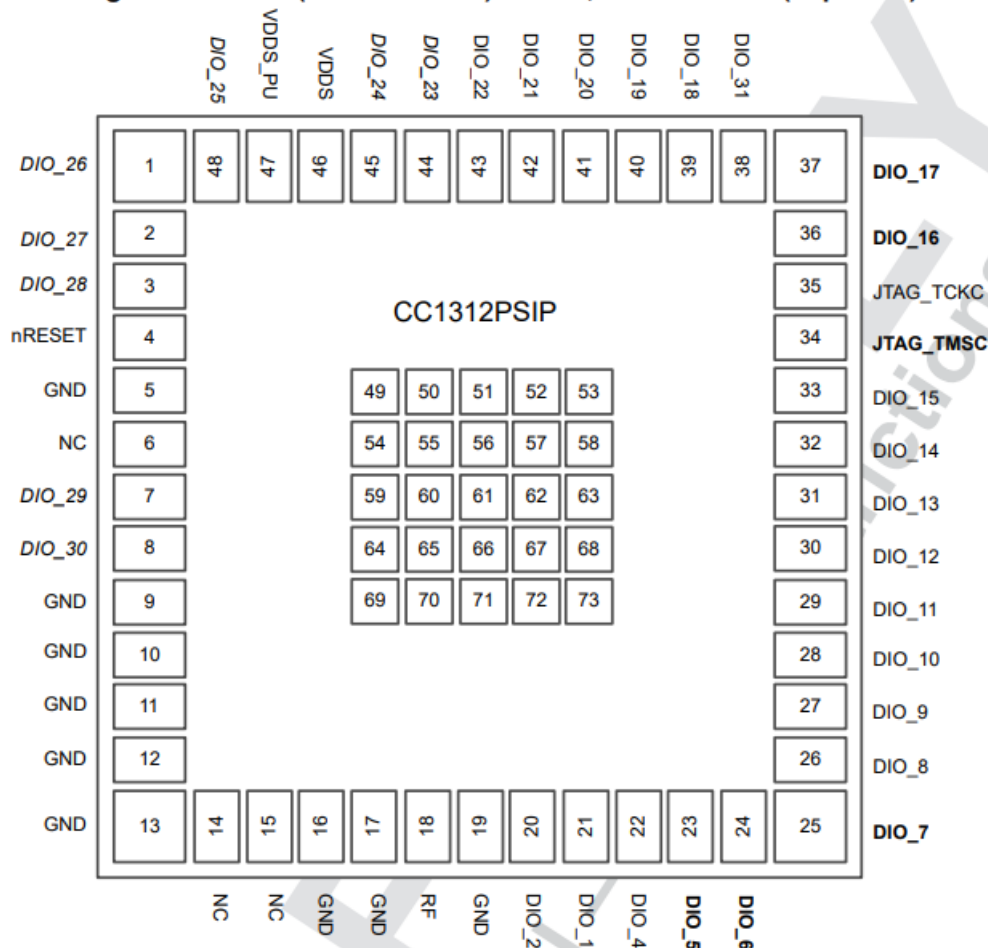 DIO_25
VDDS_PU
VDDS
DIO_24
DIO_23
DIO_22
DIO_21
DIO_20
DIO_19
DIO_18
DIO_31
DIO_26 1 48 47 46 45 44 43 42 41 40 39 38 37 DIO_17
DIO_27 2 36 DIO_16
DIO_28 3 35 JTAG_TCKC
CC1312PSIP
nRESET 4 34 JTAG_TMSC
GND 5 49 50 51 52 53 33 DIO_15
NC 6 54 55 56 57 58 32 DIO_14
DIO_29 7 59 60 61 62 63 31 DIO_13
DIO_30 8 64 65 66 67 68 30 DIO_12
GND 9 69 70 71 72 73 29 DIO_11
GND 10 28 DIO_10
GND 11 27 DIO_9
GND 12 26 DIO_8
GND 13 14 15 16 17 18 19 20 21 22 23 24 25 DIO_7
NC
NC
GND
GND
RF
GND
DIO_2
DIO_1
DIO_4
DIO_5
DIO_6